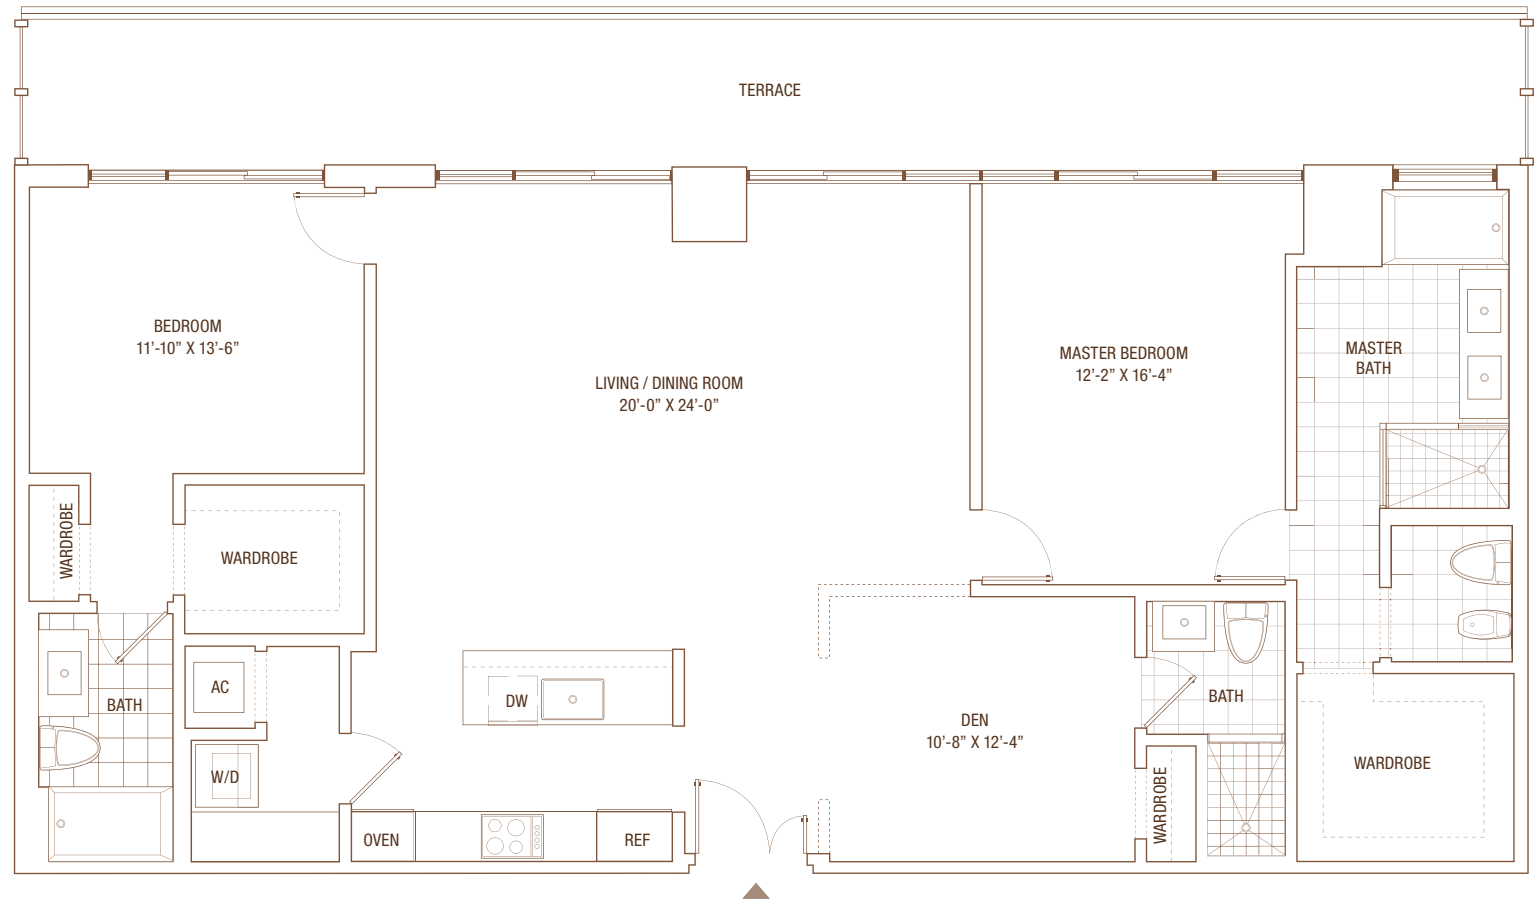 TERRACE
BEDROOM
11’-10” X 13’-6”
LIVING / DINING ROOM
20’-0” X 24’-0”
MASTER BEDROOM
12’-2” X 16’-4”
MASTER
BATH
WARDROBE
WARDROBE
BATH
AC
W/D
DW
OVEN
REF
DEN
10’-8” X 12’-4”
BATH
WARDROBE
WARDROBE